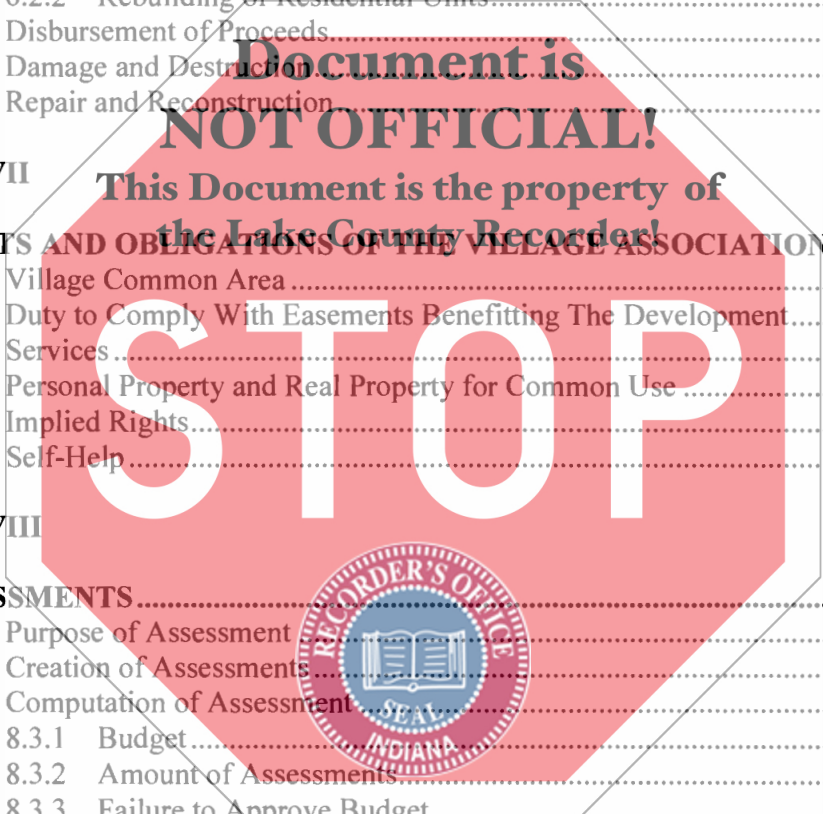 6.2.2 Rebuilding of Residential Units
Disbursement of Proceeds
Damage and Destruction
Repair and Reconstruction
Document is
NOT OFFICIAL!
This Document is the property of
the Lake County Recorder!
VII
TS AND OBLIGATIONS OF THE VILLAGE ASSOCIATION
Village Common Area
Duty to Comply With Easements Benefitting The Development
Services
Personal Property and Real Property for Common Use
Implied Rights
Self-Help
STOP
VIII
SSMENTS
Purpose of Assessment
Creation of Assessments
Computation of Assessment
8.3.1 Budget
8.3.2 Amount of Assessments
8.3.3 Failure to Approve Budget
RECORDER'S OFFICE
SEAL
INDIANA